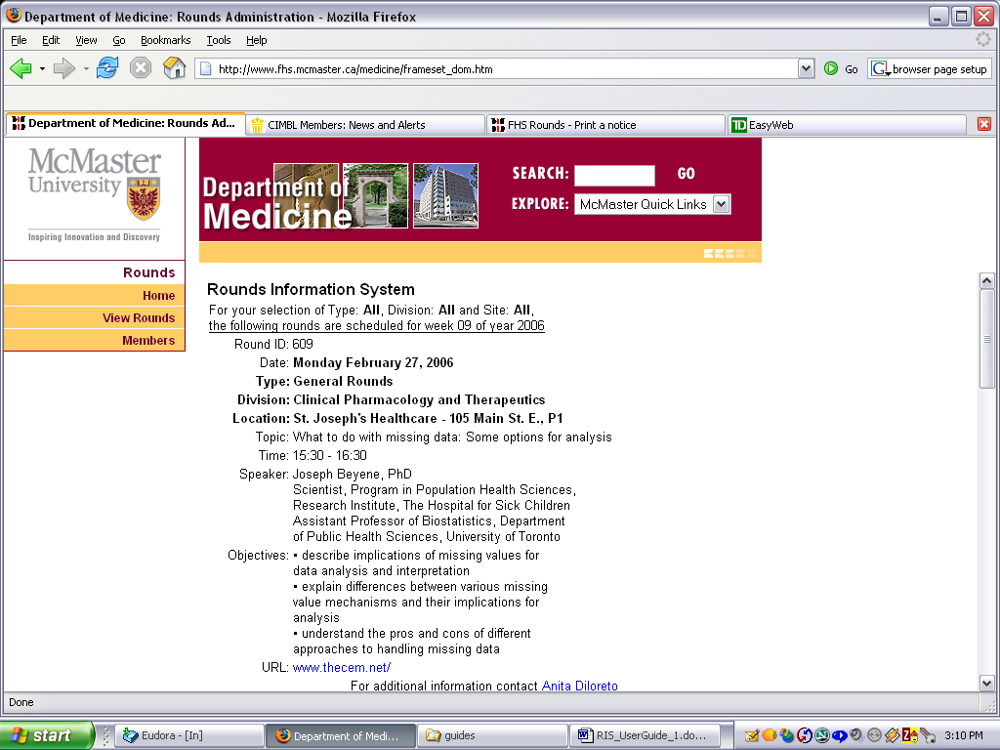 Department of Medicine: Rounds Administration - Mozilla Firefox
File Edit View Go Bookmarks Tools Help
http://www.fhs.mcmaster.ca/medicine/frameset_dom.htm Go browser page setup
Department of Medicine: Rounds Ad... CIMBL Members: News and Alerts FHS Rounds - Print a notice TD EasyWeb
McMaster
University
Inspiring Innovation and Discovery
Department of
Medicine
SEARCH: GO
EXPLORE: McMaster Quick Links
Rounds
Home
View Rounds
Members
Rounds Information System
For your selection of Type: All, Division: All and Site: All,
the following rounds are scheduled for week 09 of year 2006
Round ID: 609
Date: Monday February 27, 2006
Type: General Rounds
Division: Clinical Pharmacology and Therapeutics
Location: St. Joseph's Healthcare - 105 Main St. E., P1
Topic: What to do with missing data: Some options for analysis
Time: 15:30 - 16:30
Speaker: Joseph Beyene, PhD
Scientist, Program in Population Health Sciences,
Research Institute, The Hospital for Sick Children
Assistant Professor of Biostatistics, Department
of Public Health Sciences, University of Toronto
Objectives: • describe implications of missing values for
data analysis and interpretation
• explain differences between various missing
value mechanisms and their implications for
analysis
• understand the pros and cons of different
approaches to handling missing data
URL: www.thecem.net/
For additional information contact Anita Diloreto
Done
start Eudora - [In] Department of Medi... guides RIS_UserGuide_1.do... 3:10 PM